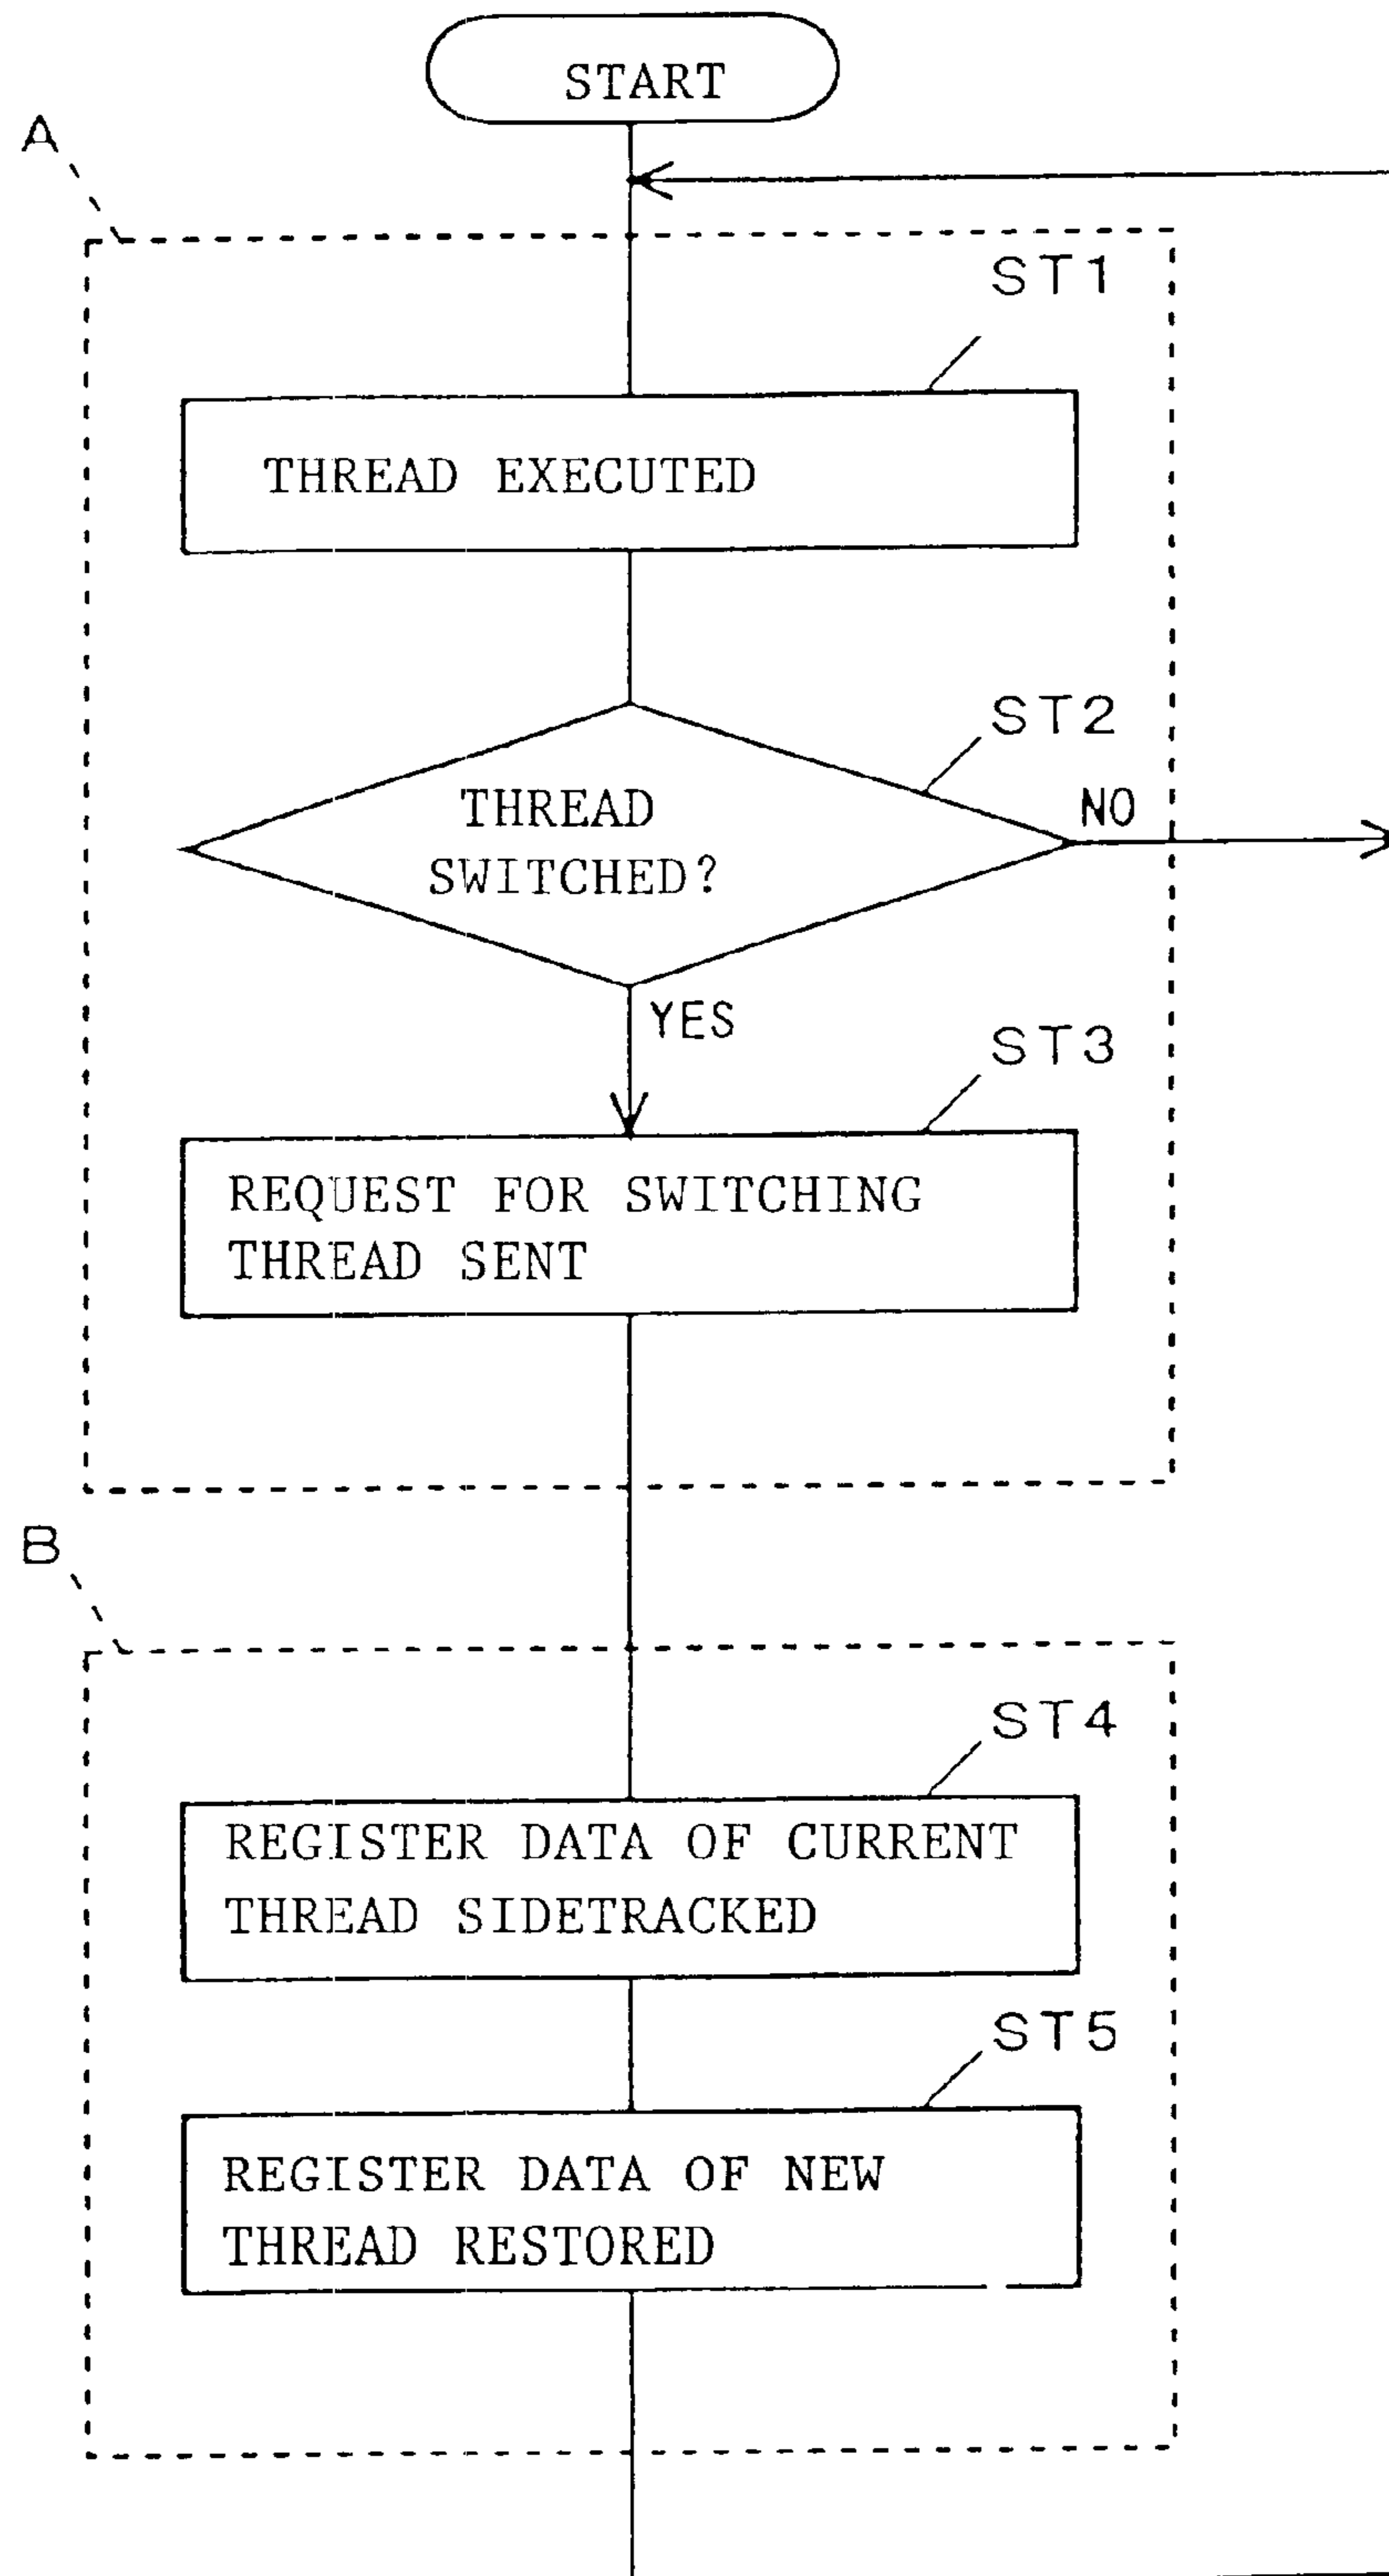 START
A
ST1
THREAD EXECUTED
ST2
THREAD
SWITCHED?
NO
YES
ST3
REQUEST FOR SWITCHING
THREAD SENT
B
ST4
REGISTER DATA OF CURRENT
THREAD SIDETRACKED
ST5
REGISTER DATA OF NEW
THREAD RESTORED